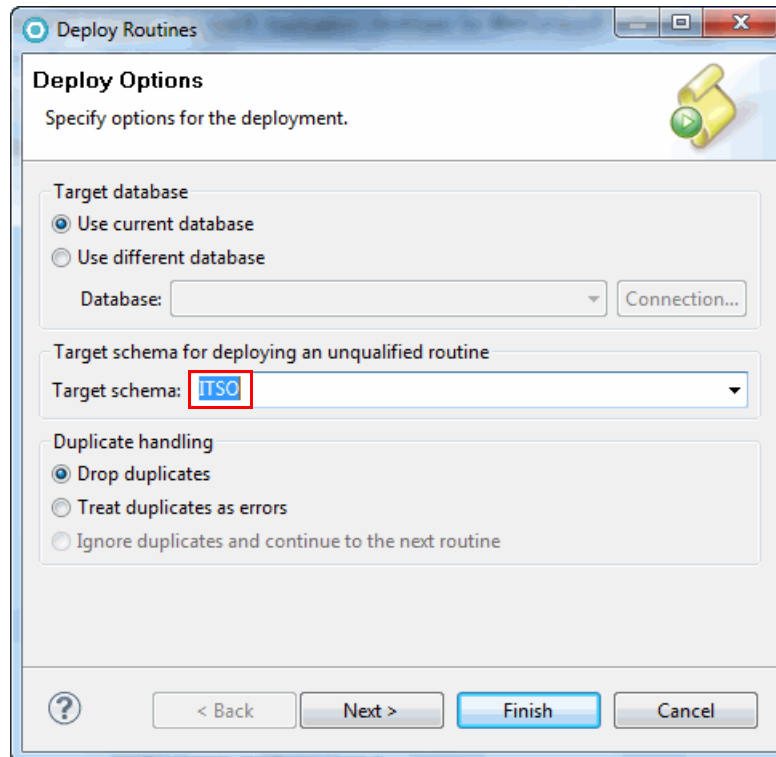 Deploy Routines
X
Deploy Options
Specify options for the deployment.
Target database
Use current database
Use different database
Database:
Connection...
Target schema for deploying an unqualified routine
Target schema: ITSO
Duplicate handling
Drop duplicates
Treat duplicates as errors
Ignore duplicates and continue to the next routine
? < Back Next > Finish Cancel